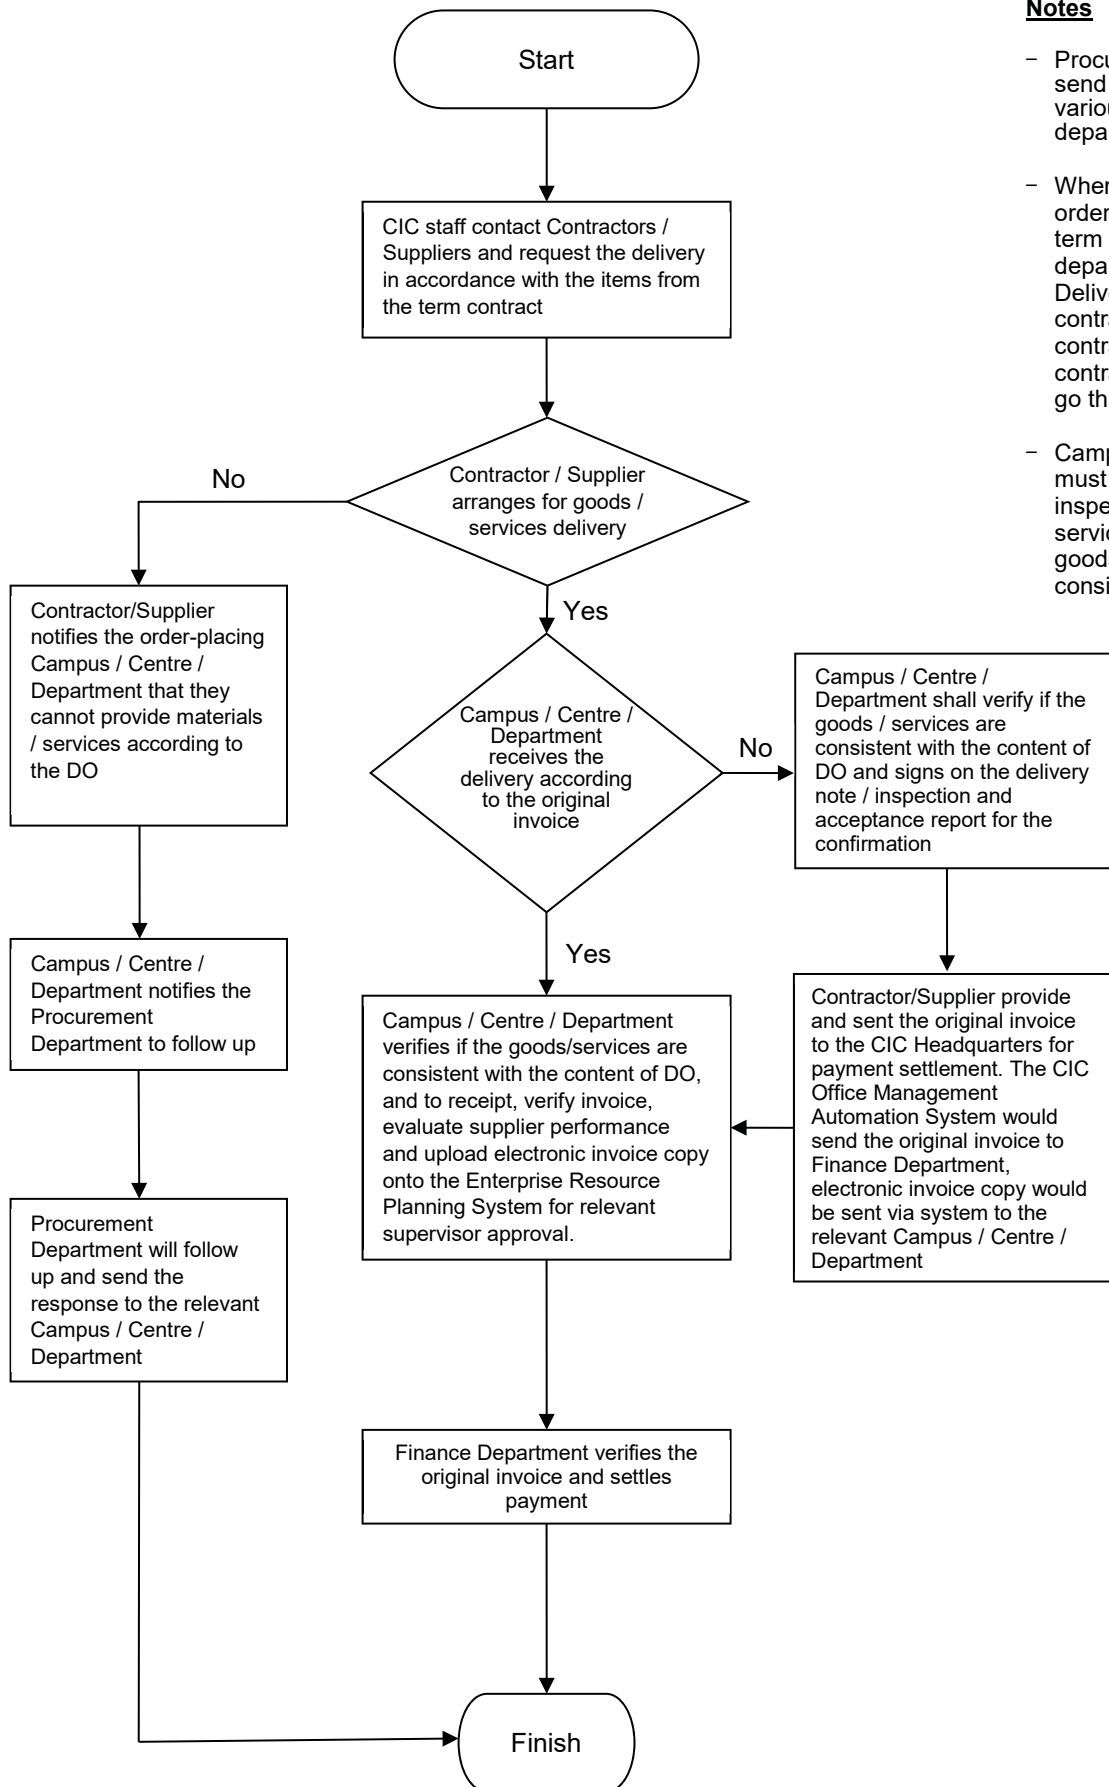 Start
CIC staff contact Contractors /
Suppliers and request the delivery
in accordance with the items from
the term contract
Contractor / Supplier
arranges for goods /
services delivery
No
Yes
Contractor/Supplier
notifies the order-placing
Campus / Centre /
Department that they
cannot provide materials
/ services according to
the DO
Campus / Centre /
Department notifies the
Procurement
Department to follow up
Procurement
Department will follow
up and send the
response to the relevant
Campus / Centre /
Department
Campus / Centre /
Department
receives the
delivery according
to the original
invoice
No
Yes
Campus / Centre /
Department shall verify if the
goods / services are
consistent with the content of
DO and signs on the delivery
note / inspection and
acceptance report for the
confirmation
Contractor/Supplier provide
and sent the original invoice
to the CIC Headquarters for
payment settlement. The CIC
Office Management
Automation System would
send the original invoice to
Finance Department,
electronic invoice copy would
be sent via system to the
relevant Campus / Centre /
Department
Campus / Centre / Department
verifies if the goods/services are
consistent with the content of DO,
and to receipt, verify invoice,
evaluate supplier performance
and upload electronic invoice copy
onto the Enterprise Resource
Planning System for relevant
supervisor approval.
Finance Department verifies the
original invoice and settles
payment
Finish
Notes
–
send
–
term
–
must